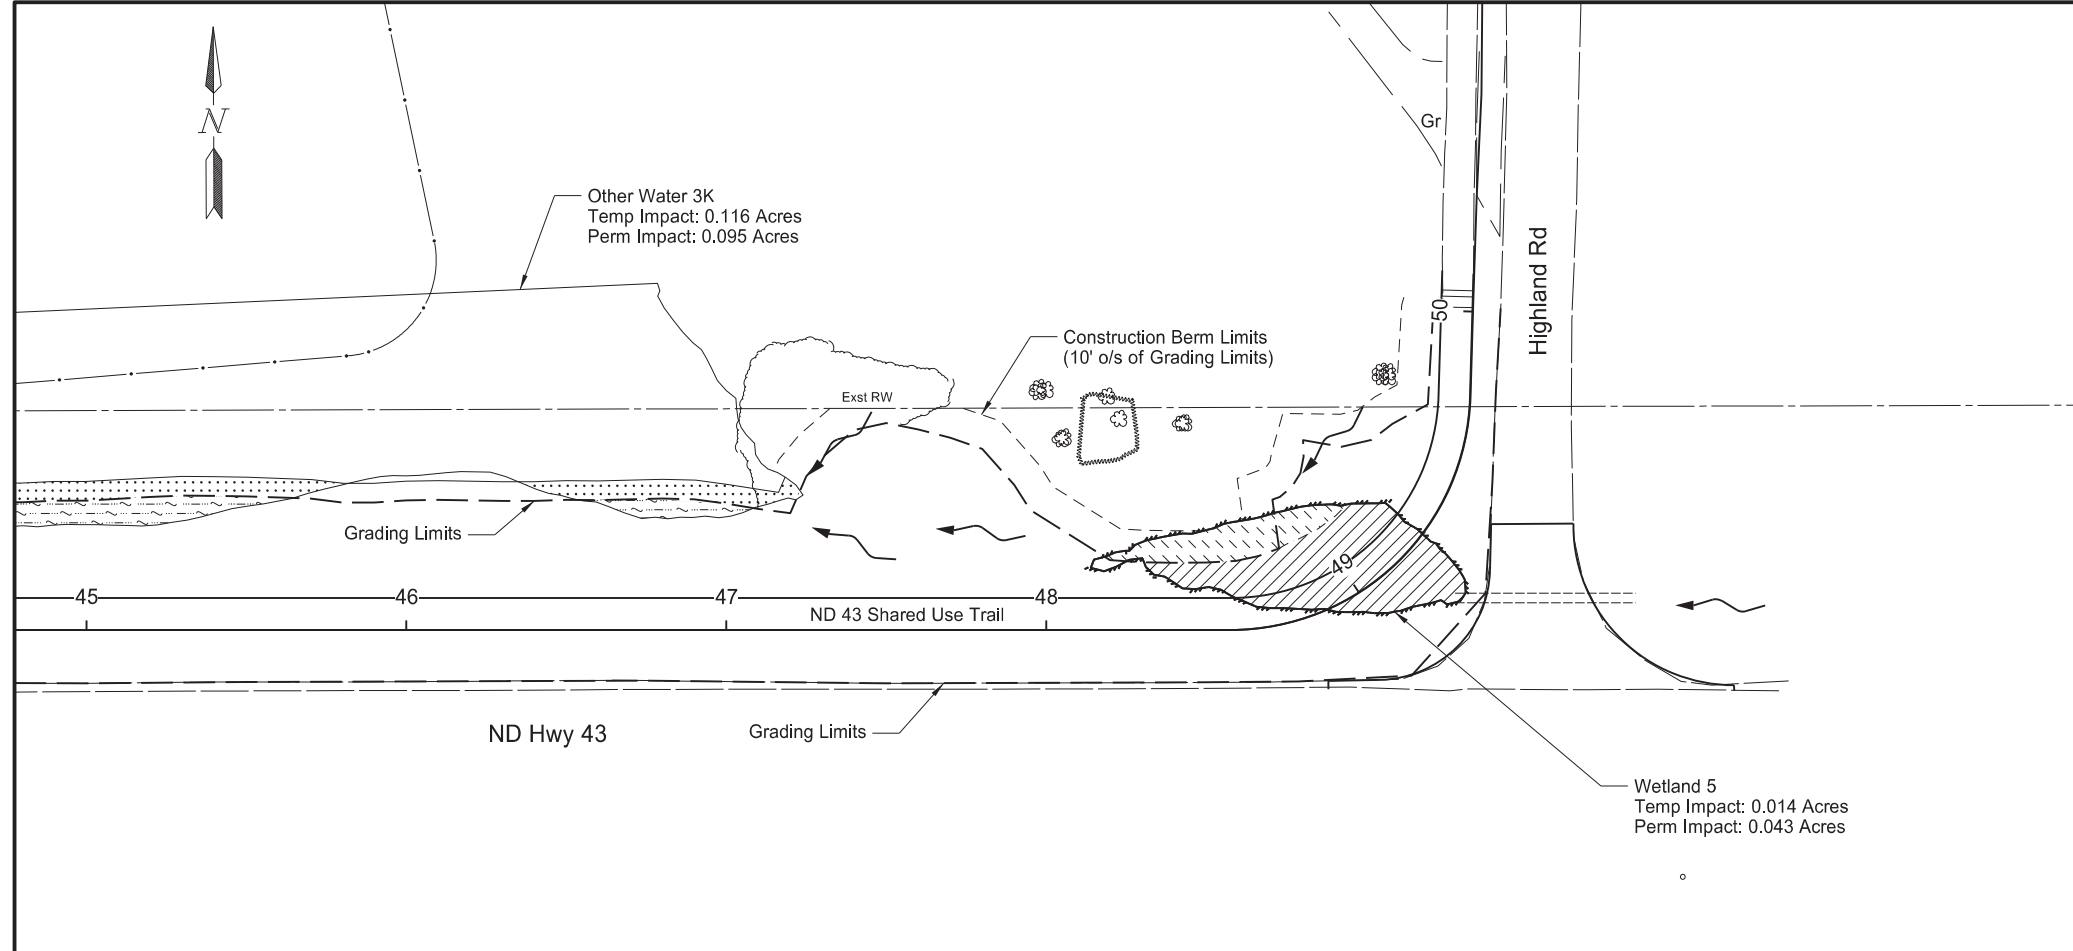 N
Gr
Other Water 3K
Temp Impact: 0.116 Acres
Perm Impact: 0.095 Acres
Highland Rd
50
Construction Berm Limits
(10' o/s of Grading Limits)
Exst RW
Grading Limits
49
45
46
47
48
ND 43 Shared Use Trail
ND Hwy 43
Grading Limits
Wetland 5
Temp Impact: 0.014 Acres
Perm Impact: 0.043 Acres